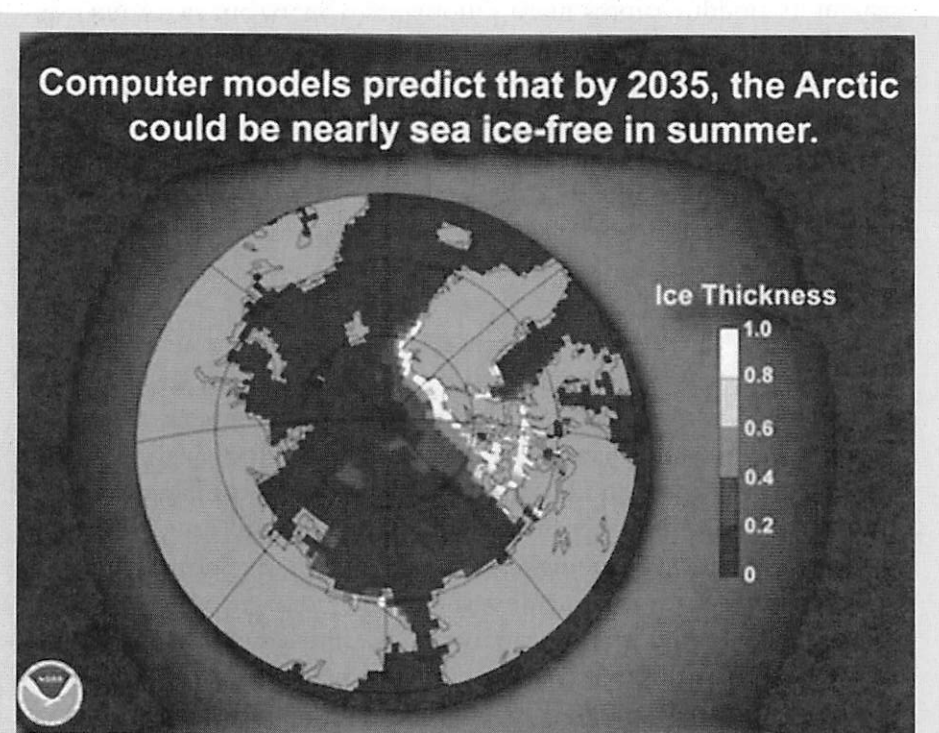 Computer models predict that by 2035, the Arctic
could be nearly sea ice-free in summer.
Ice Thickness
1.0
0.8
0.6
0.4
0.2
0
NOAA